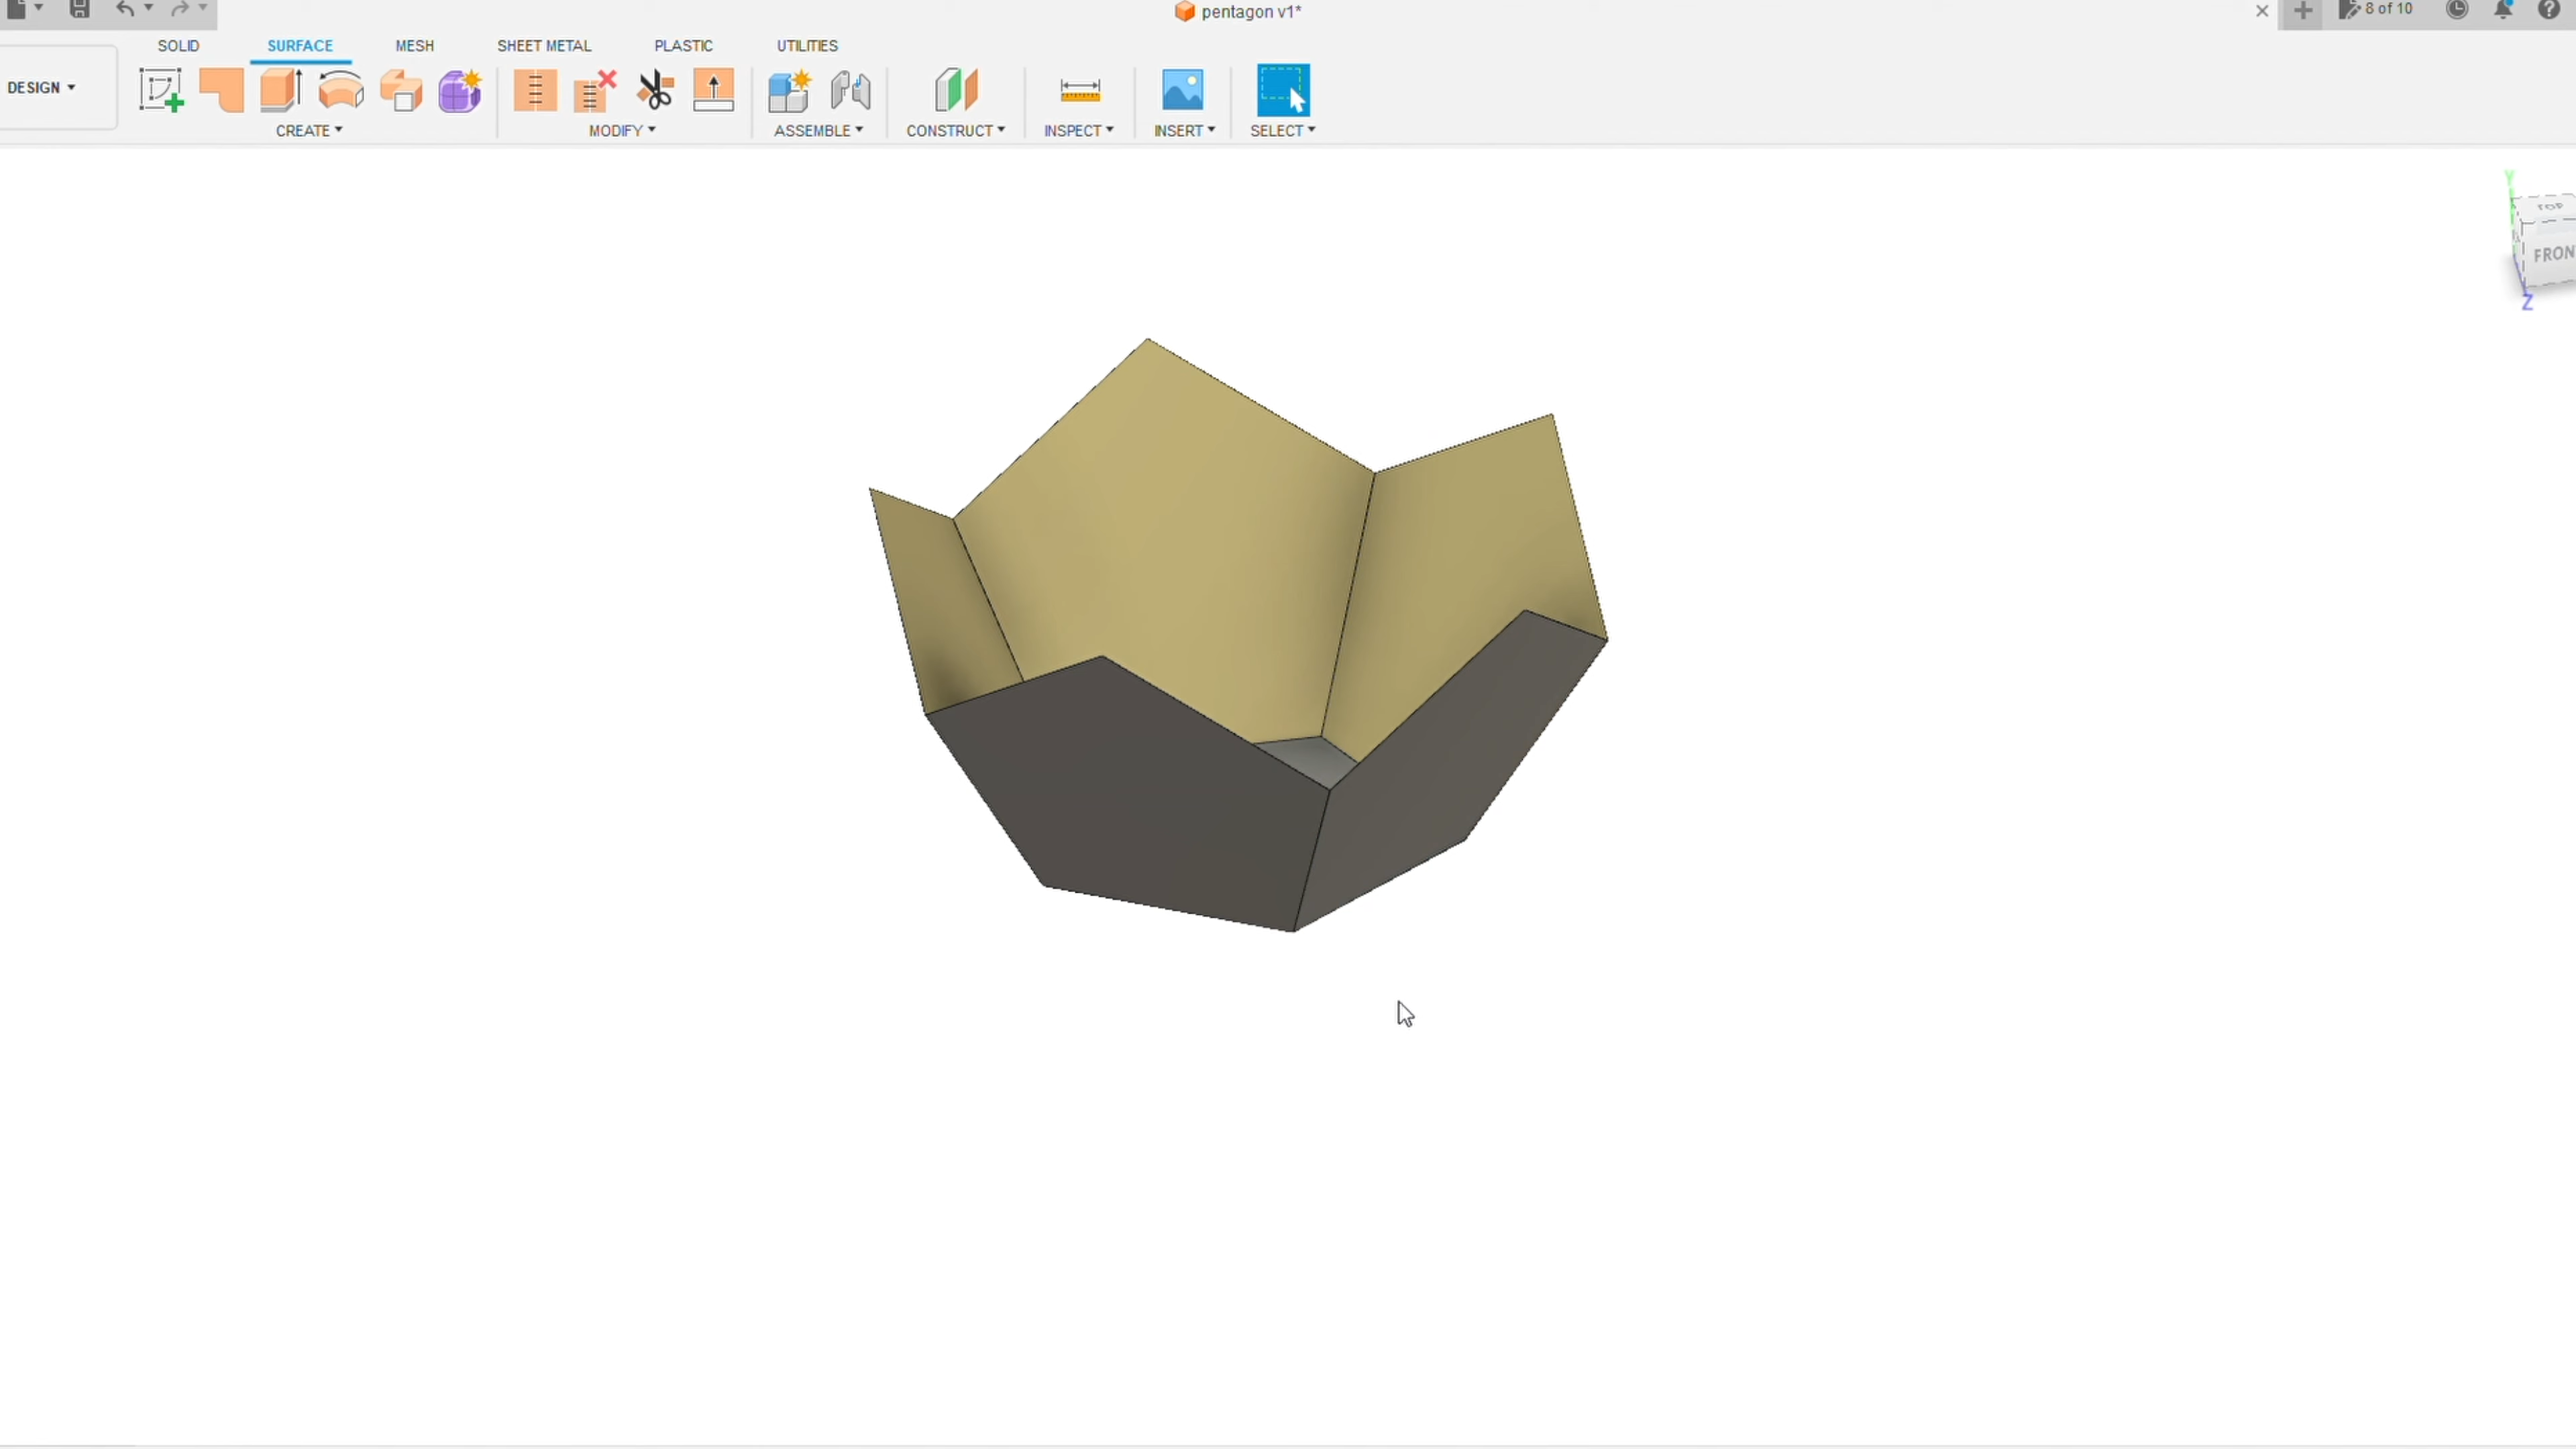 pentagon v1*
8 of 10
SOLID SURFACE MESH SHEET METAL PLASTIC UTILITIES
DESIGN
CREATE MODIFY ASSEMBLE CONSTRUCT INSPECT INSERT SELECT
Y
TOP
FRON
Z